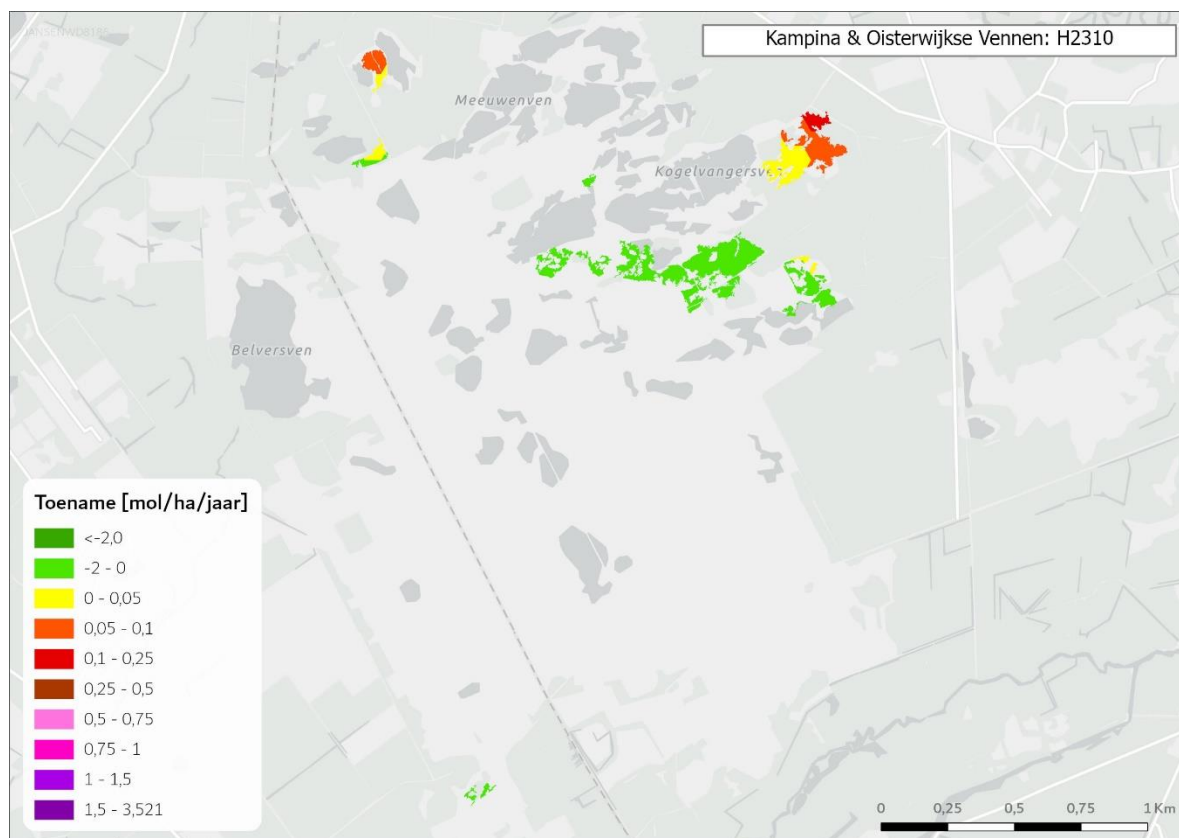 JANSENWD8185
Kampina & Oisterwijkse Vennen: H2310
Meeuwenven
Kogelvangersven
Belversven
Toename [mol/ha/jaar]
<-2,0
-2 - 0
0 - 0,05
0,05 - 0,1
0,1 - 0,25
0,25 - 0,5
0,5 - 0,75
0,75 - 1
1 - 1,5
1,5 - 3,521
0 0,25 0,5 0,75 1 Km